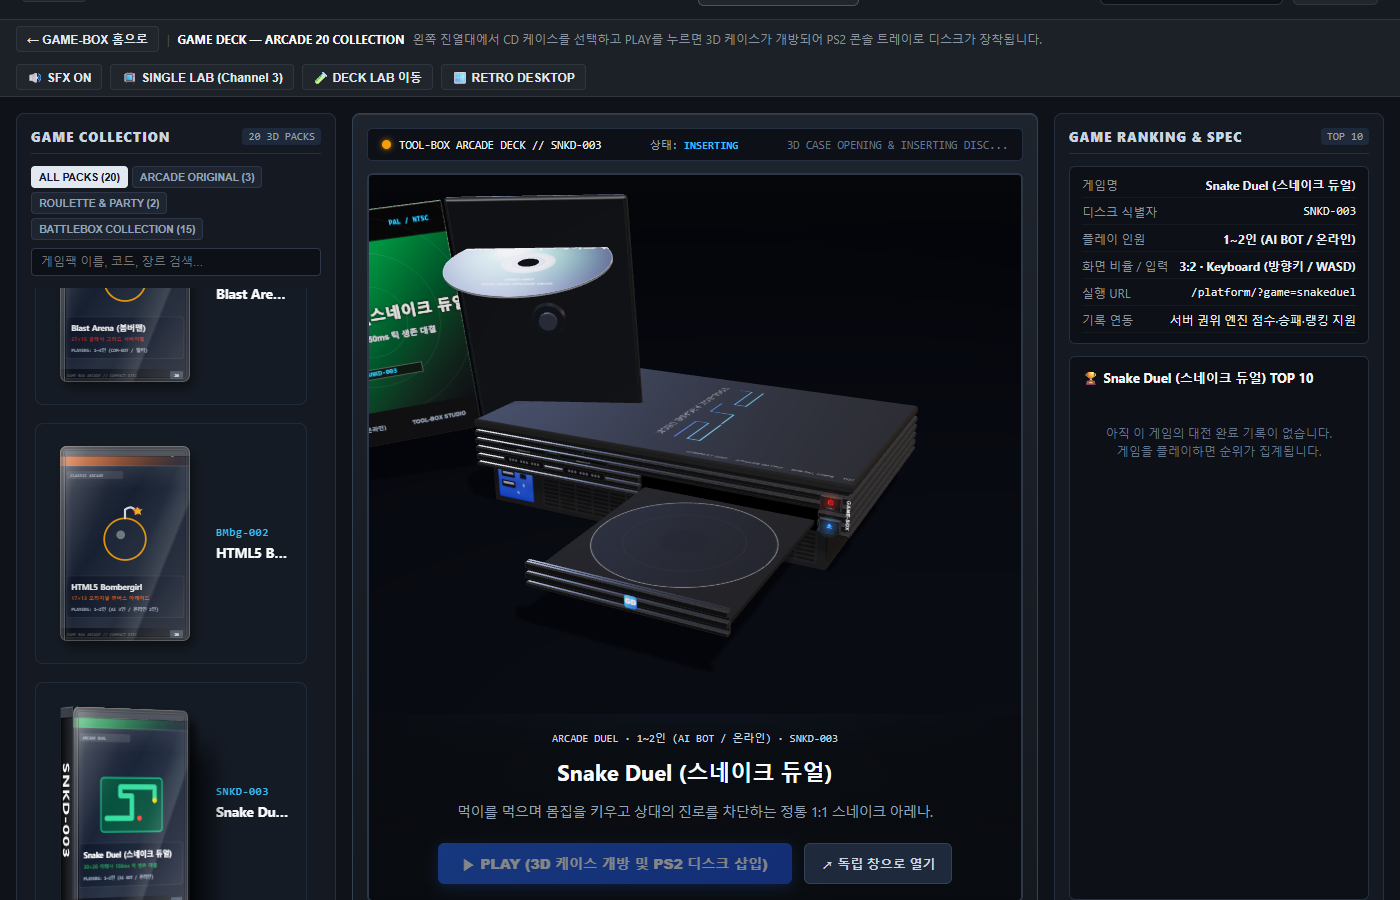 ← GAME-BOX 홈으로 | GAME DECK — ARCADE 20 COLLECTION 왼쪽 진열대에서 CD 케이스를 선택하고 PLAY를 누르면 3D 케이스가 개방되어 PS2 콘솔 트레이로 디스크가 장착됩니다.
SFX ON SINGLE LAB (Channel 3) DECK LAB 이동 RETRO DESKTOP
GAME COLLECTION 20 3D PACKS
ALL PACKS (20) ARCADE ORIGINAL (3)
ROULETTE & PARTY (2)
BATTLEBOX COLLECTION (15)
게임팩 이름, 코드, 장르 검색...
Blast Are...
Blast Arena (봄버맨)
CLASSIC ARCADE
BMbg-002
HTML5 B...
HTML5 Bombergirl
ARCADE DUEL
SNKD-003
SNKD-003
Snake Du...
Snake Duel (스네이크 듀얼)
TOOL-BOX ARCADE DECK // SNKD-003 상태: INSERTING 3D CASE OPENING & INSERTING DISC...
PAL / NTSC
스네이크 듀얼
틱 생존 대결
SNKD-003
TOOL-BOX STUDIO
GAME-BOX
ARCADE DUEL · 1~2인 (AI BOT / 온라인) · SNKD-003
Snake Duel (스네이크 듀얼)
먹이를 먹으며 몸집을 키우고 상대의 진로를 차단하는 정통 1:1 스네이크 아레나.
▶ PLAY (3D 케이스 개방 및 PS2 디스크 삽입) ↗ 독립 창으로 열기
GAME RANKING & SPEC TOP 10
게임명 Snake Duel (스네이크 듀얼)
디스크 식별자 SNKD-003
플레이 인원 1~2인 (AI BOT / 온라인)
화면 비율 / 입력 3:2 · Keyboard (방향키 / WASD)
실행 URL /platform/?game=snakeduel
기록 연동 서버 권위 엔진 점수·승패·랭킹 지원
🏆 Snake Duel (스네이크 듀얼) TOP 10
아직 이 게임의 대전 완료 기록이 없습니다.
게임을 플레이하면 순위가 집계됩니다.